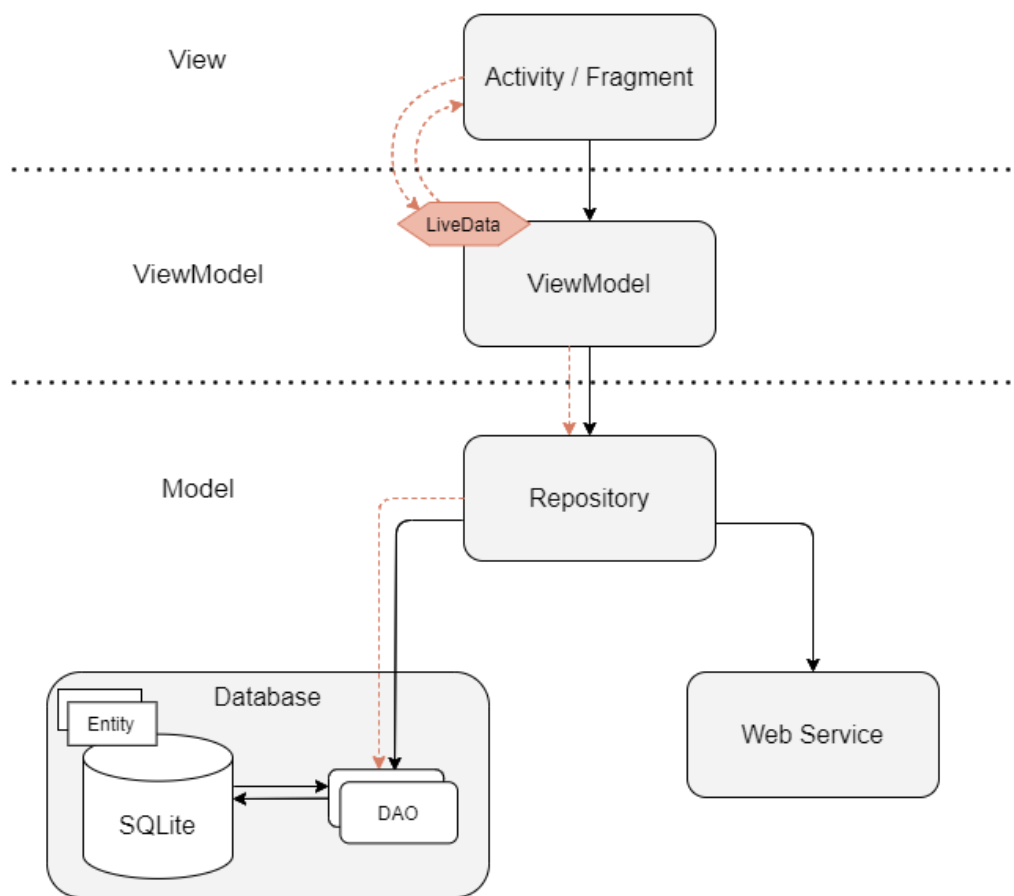 View
Activity / Fragment
LiveData
ViewModel
ViewModel
Model
Repository
Database
Entity
SQLite
DAO
Web Service